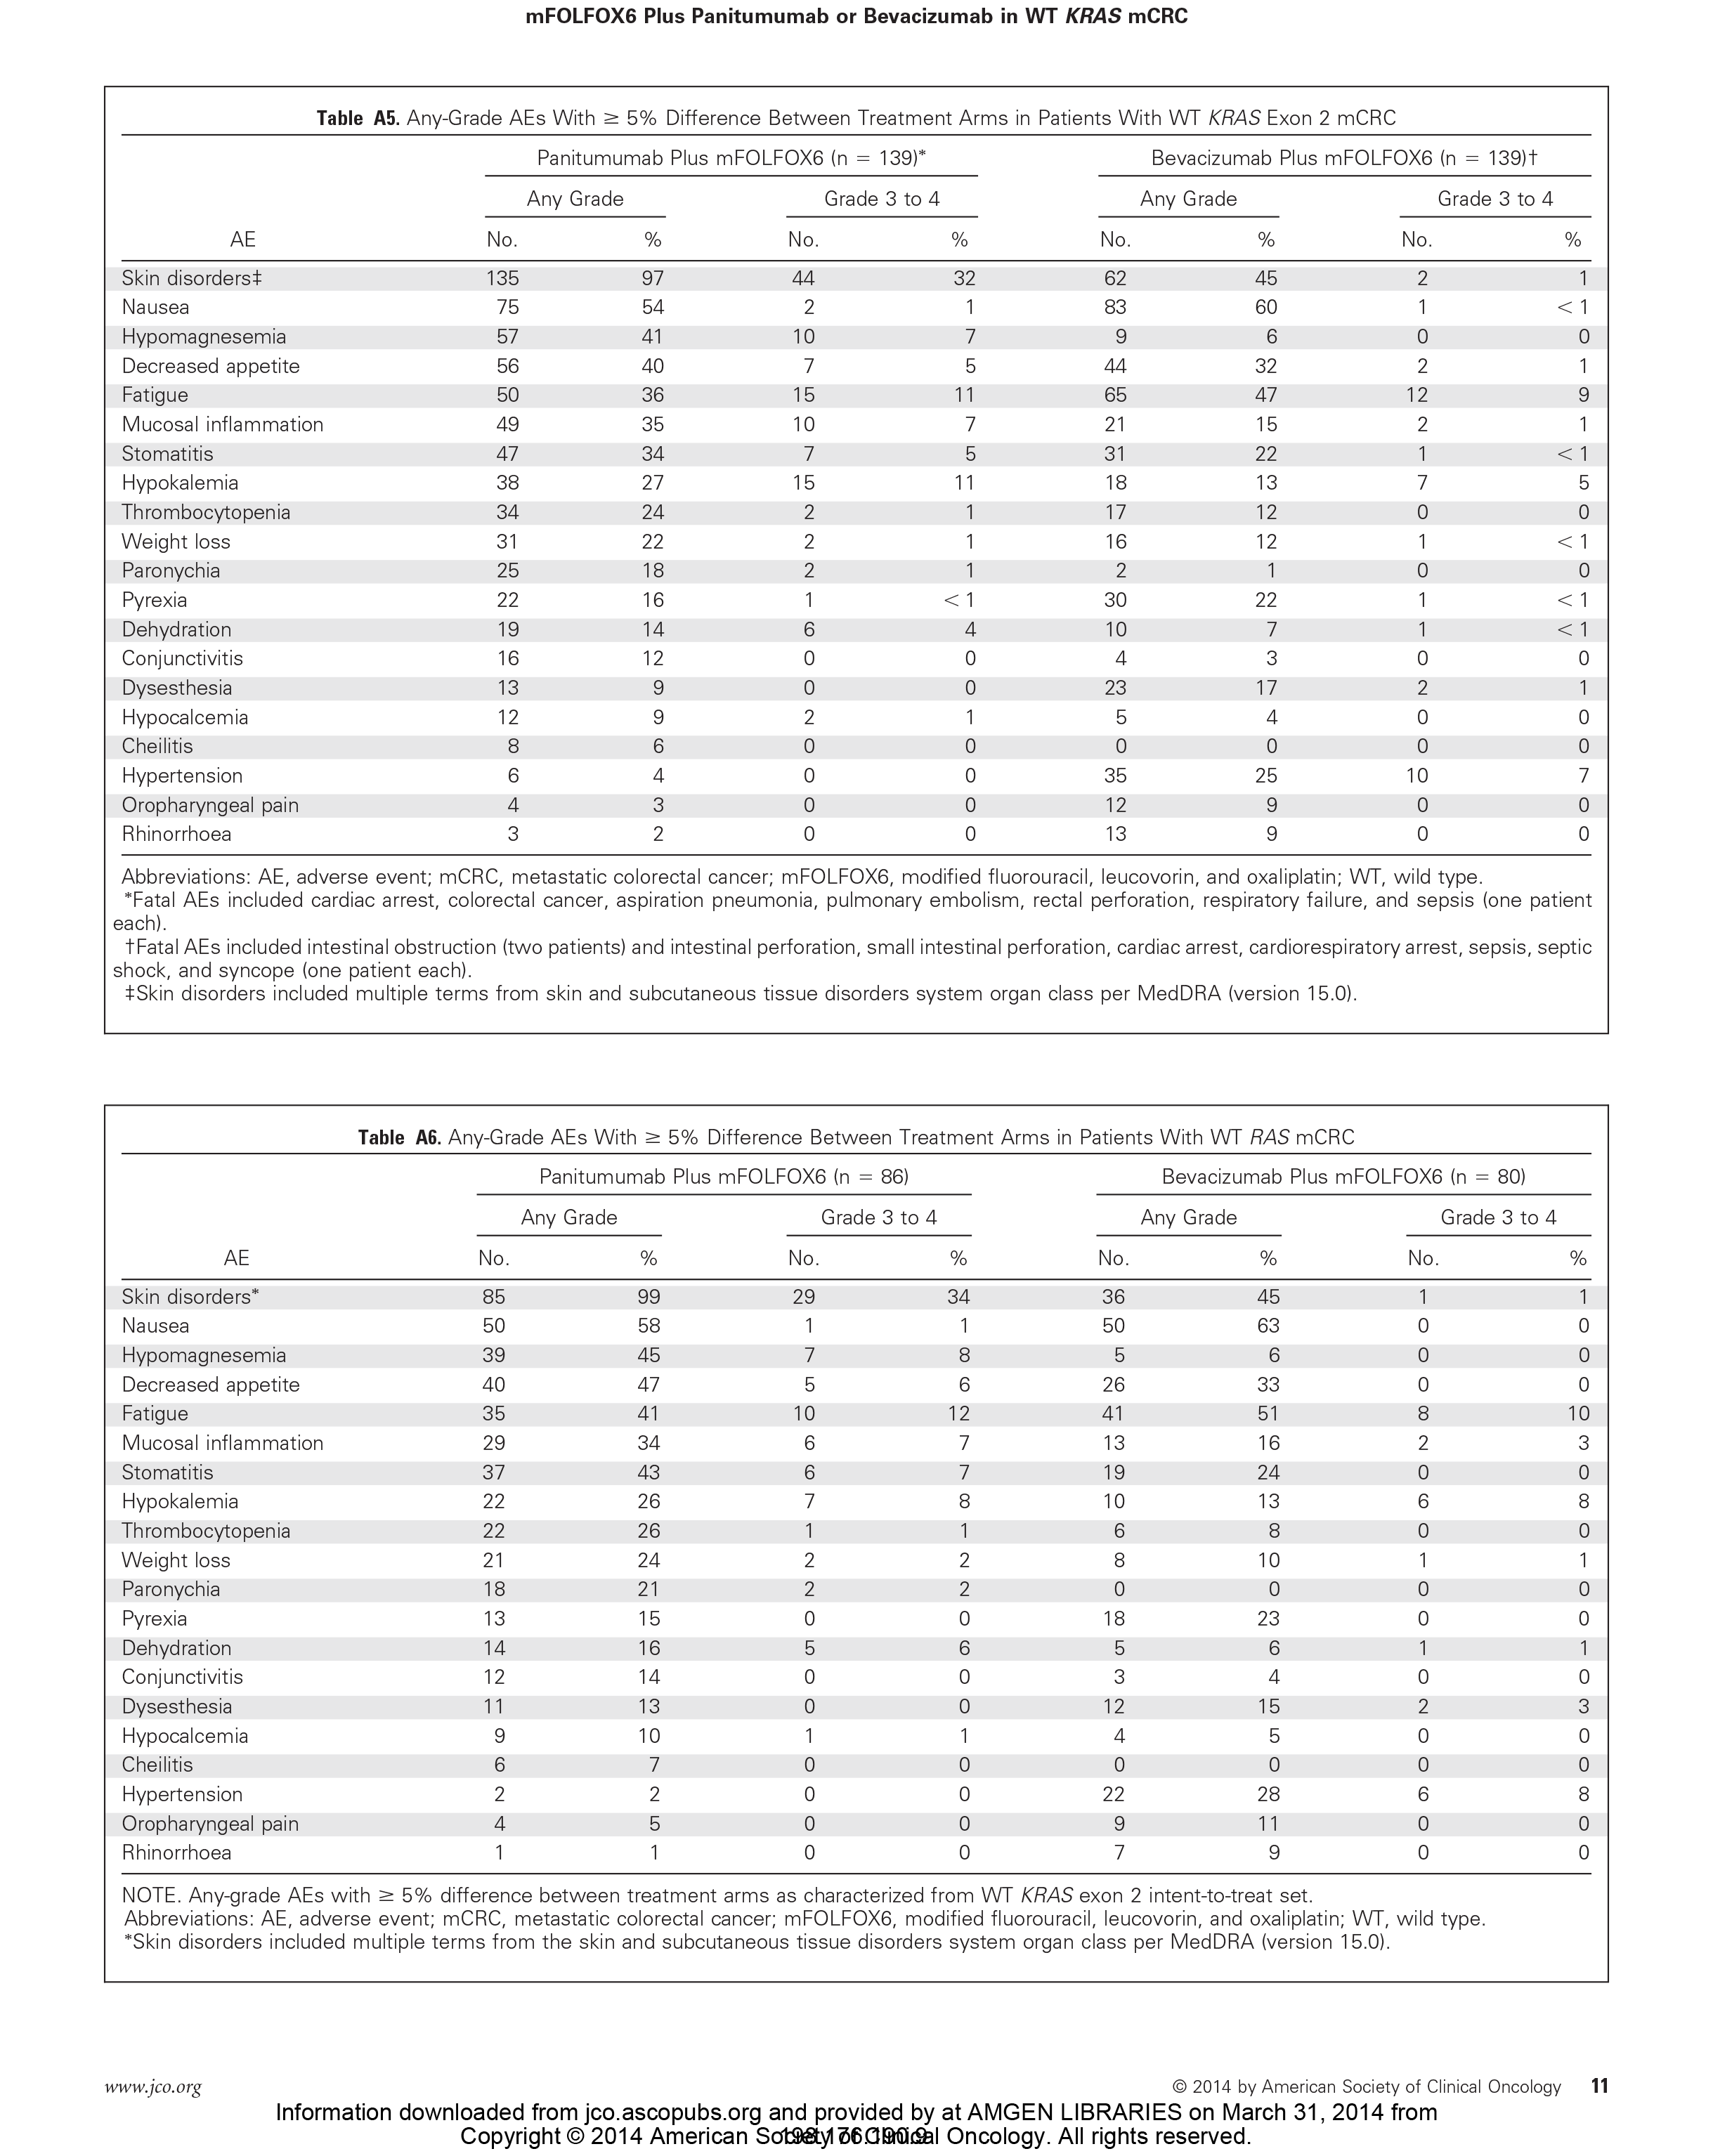 mFOLFOX6 Plus Panitumumab or Bevacizumab in WT KRAS mCRC
Table A5. Any-Grade AEs With ≥ 5% Difference Between Treatment Arms in Patients With WT KRAS Exon 2 mCRC
Panitumumab Plus mFOLFOX6 (n = 139)* Bevacizumab Plus mFOLFOX6 (n = 139)†
Any Grade Grade 3 to 4 Any Grade Grade 3 to 4
AE No. % No. % No. % No. %
Skin disorders‡ 135 97 44 32 62 45 2 1
Nausea 75 54 2 1 83 60 1 < 1
Hypomagnesemia 57 41 10 7 9 6 0 0
Decreased appetite 56 40 7 5 44 32 2 1
Fatigue 50 36 15 11 65 47 12 9
Mucosal inflammation 49 35 10 7 21 15 2 1
Stomatitis 47 34 7 5 31 22 1 < 1
Hypokalemia 38 27 15 11 18 13 7 5
Thrombocytopenia 34 24 2 1 17 12 0 0
Weight loss 31 22 2 1 16 12 1 < 1
Paronychia 25 18 2 1 2 1 0 0
Pyrexia 22 16 1 < 1 30 22 1 < 1
Dehydration 19 14 6 4 10 7 1 < 1
Conjunctivitis 16 12 0 0 4 3 0 0
Dysesthesia 13 9 0 0 23 17 2 1
Hypocalcemia 12 9 2 1 5 4 0 0
Cheilitis 8 6 0 0 0 0 0 0
Hypertension 6 4 0 0 35 25 10 7
Oropharyngeal pain 4 3 0 0 12 9 0 0
Rhinorrhoea 3 2 0 0 13 9 0 0
Abbreviations: AE, adverse event; mCRC, metastatic colorectal cancer; mFOLFOX6, modified fluorouracil, leucovorin, and oxaliplatin; WT, wild type.
*Fatal AEs included cardiac arrest, colorectal cancer, aspiration pneumonia, pulmonary embolism, rectal perforation, respiratory failure, and sepsis (one patient
each).
†Fatal AEs included intestinal obstruction (two patients) and intestinal perforation, small intestinal perforation, cardiac arrest, cardiorespiratory arrest, sepsis, septic
shock, and syncope (one patient each).
‡Skin disorders included multiple terms from skin and subcutaneous tissue disorders system organ class per MedDRA (version 15.0).
Table A6. Any-Grade AEs With ≥ 5% Difference Between Treatment Arms in Patients With WT RAS mCRC
Panitumumab Plus mFOLFOX6 (n = 86) Bevacizumab Plus mFOLFOX6 (n = 80)
Any Grade Grade 3 to 4 Any Grade Grade 3 to 4
AE No. % No. % No. % No. %
Skin disorders* 85 99 29 34 36 45 1 1
Nausea 50 58 1 1 50 63 0 0
Hypomagnesemia 39 45 7 8 5 6 0 0
Decreased appetite 40 47 5 6 26 33 0 0
Fatigue 35 41 10 12 41 51 8 10
Mucosal inflammation 29 34 6 7 13 16 2 3
Stomatitis 37 43 6 7 19 24 0 0
Hypokalemia 22 26 7 8 10 13 6 8
Thrombocytopenia 22 26 1 1 6 8 0 0
Weight loss 21 24 2 2 8 10 1 1
Paronychia 18 21 2 2 0 0 0 0
Pyrexia 13 15 0 0 18 23 0 0
Dehydration 14 16 5 6 5 6 1 1
Conjunctivitis 12 14 0 0 3 4 0 0
Dysesthesia 11 13 0 0 12 15 2 3
Hypocalcemia 9 10 1 1 4 5 0 0
Cheilitis 6 7 0 0 0 0 0 0
Hypertension 2 2 0 0 22 28 6 8
Oropharyngeal pain 4 5 0 0 9 11 0 0
Rhinorrhoea 1 1 0 0 7 9 0 0
NOTE. Any-grade AEs with ≥ 5% difference between treatment arms as characterized from WT KRAS exon 2 intent-to-treat set.
Abbreviations: AE, adverse event; mCRC, metastatic colorectal cancer; mFOLFOX6, modified fluorouracil, leucovorin, and oxaliplatin; WT, wild type.
*Skin disorders included multiple terms from the skin and subcutaneous tissue disorders system organ class per MedDRA (version 15.0).
www.jco.org © 2014 by American Society of Clinical Oncology 11
Information downloaded from jco.ascopubs.org and provided by at AMGEN LIBRARIES on March 31, 2014 from
Copyright © 2014 American Society of Clinical Oncology. All rights reserved.